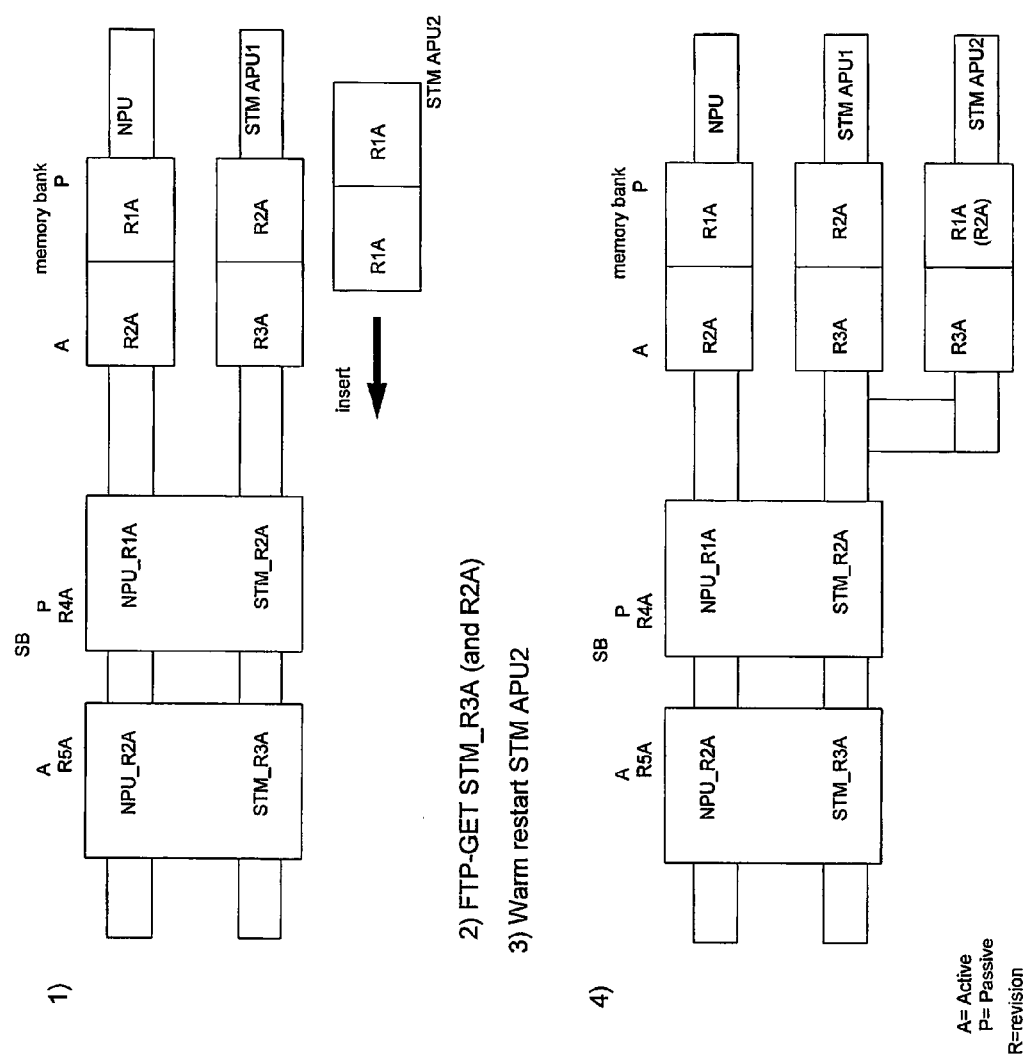 1)
SB
A
R5A
P
R4A
A
memory bank
P
NPU_R2A
NPU_R1A
R2A
R1A
NPU
STM_R3A
STM_R2A
R3A
R2A
STM APU1
insert
R1A
R1A
STM APU2
2) FTP-GET STM_R3A (and R2A)
3) Warm restart STM APU2
4)
SB
A
R5A
P
R4A
A
memory bank
P
NPU_R2A
NPU_R1A
R2A
R1A
NPU
STM_R3A
STM_R2A
R3A
R2A
STM APU1
R3A
R1A
(R2A)
STM APU2
A= Active
P= Passive
R=revision